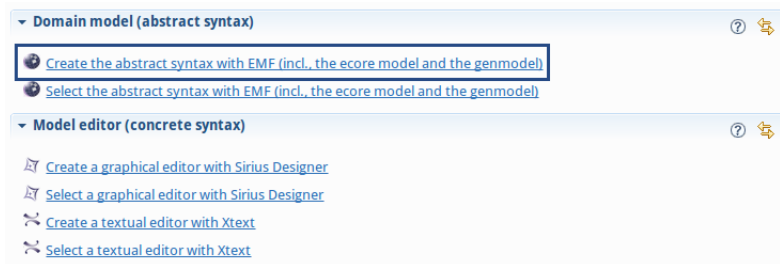 Domain model (abstract syntax)
Create the abstract syntax with EMF (incl., the ecore model and the genmodel)
Select the abstract syntax with EMF (incl., the ecore model and the genmodel)
Model editor (concrete syntax)
Create a graphical editor with Sirius Designer
Select a graphical editor with Sirius Designer
Create a textual editor with Xtext
Select a textual editor with Xtext